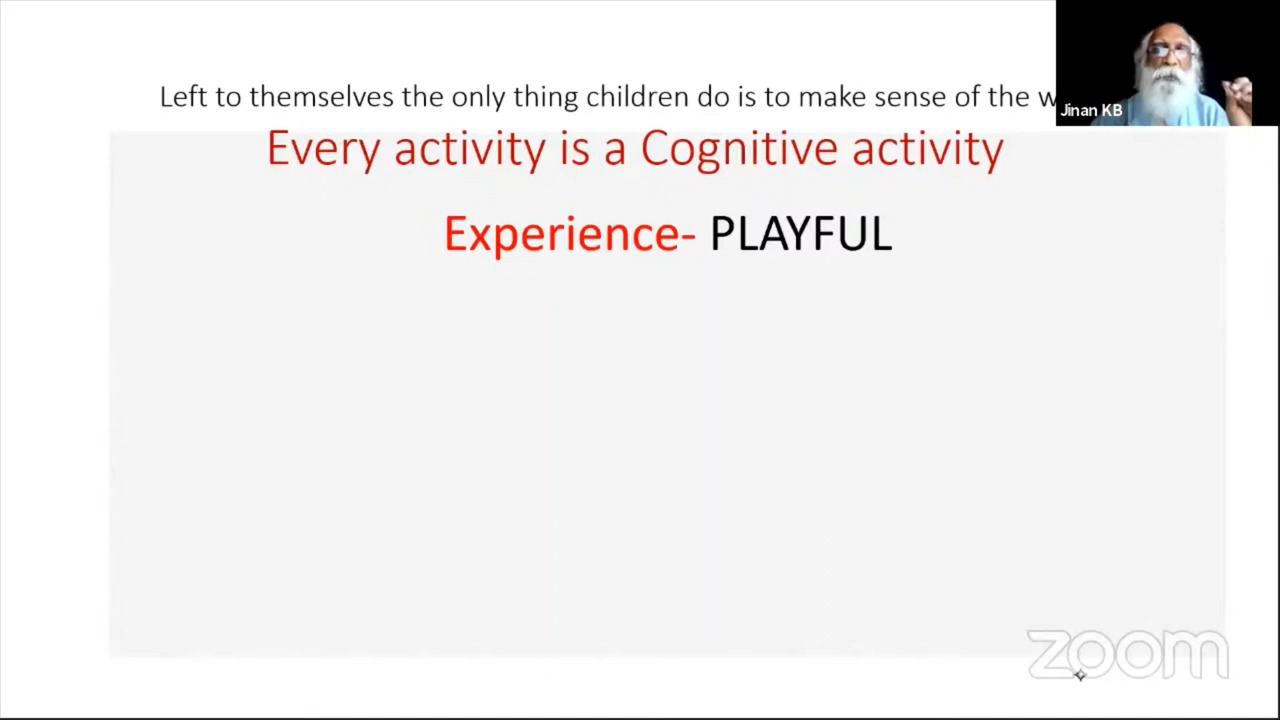 Left to themselves the only thing children do is to make sense of the
Every activity is a Cognitive activity
Experience- PLAYFUL
Jinan KB
zoom